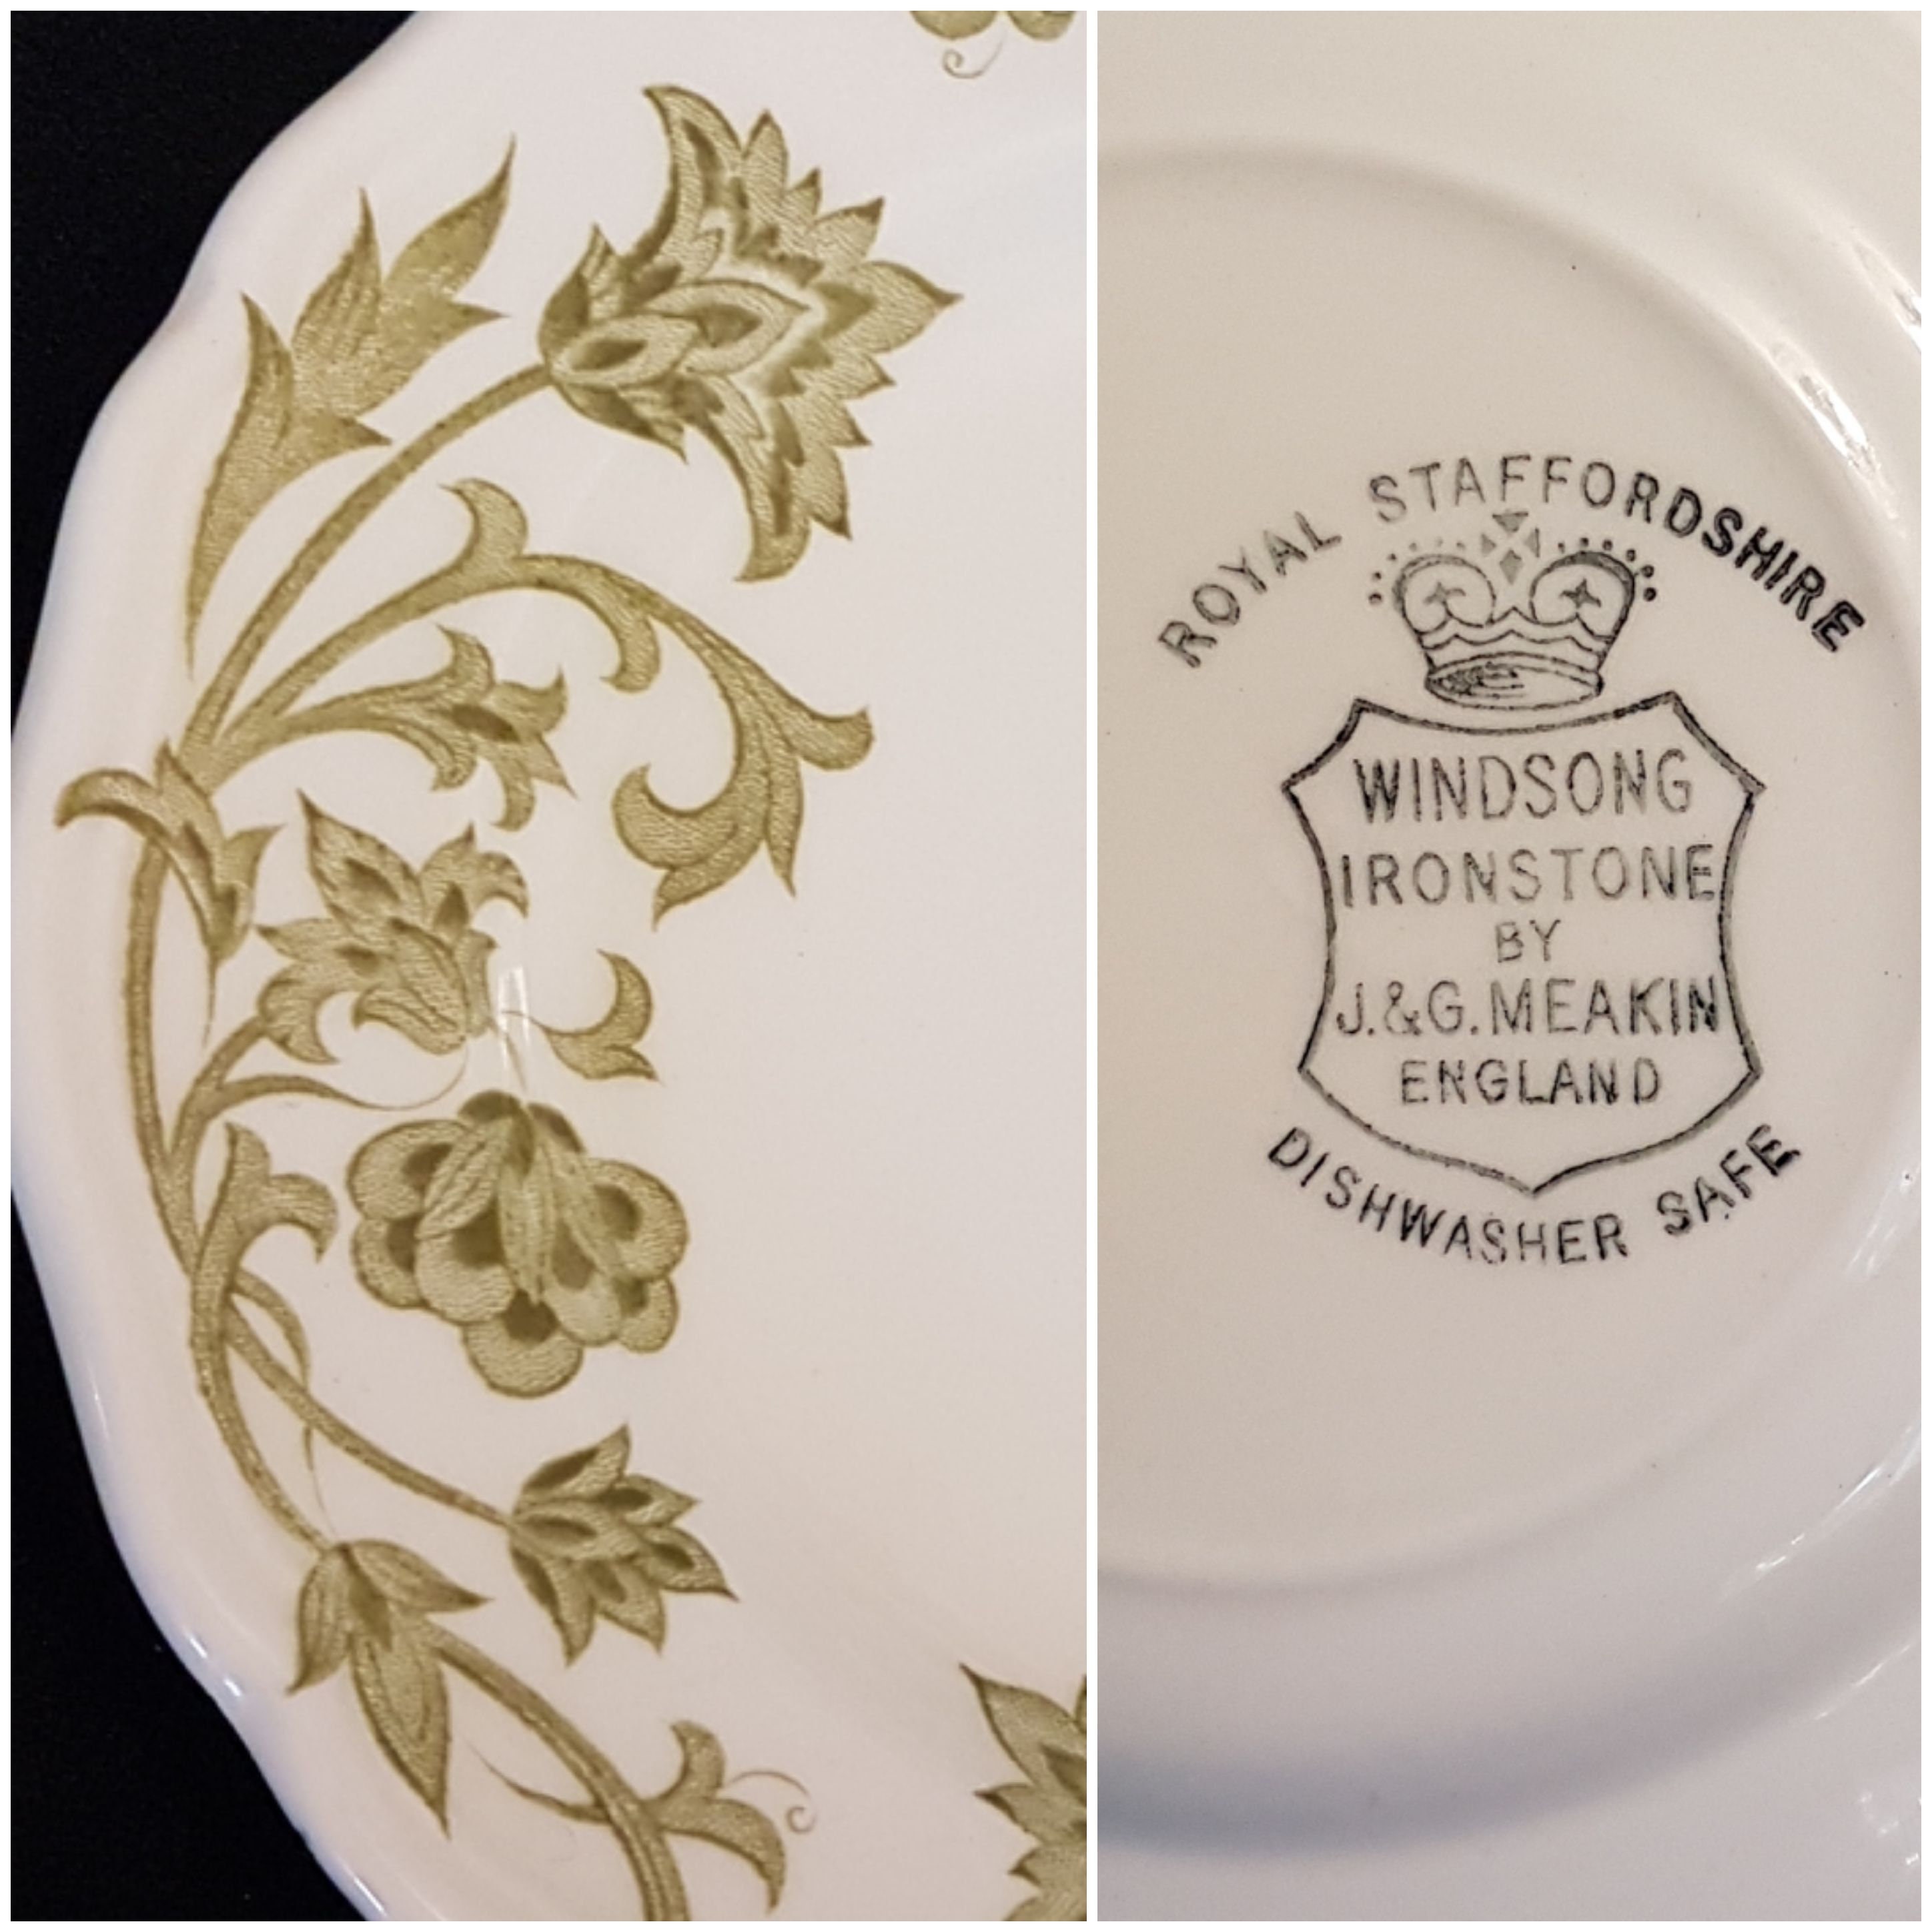 ROYAL STAFFORDSHIRE
WINDSONG
IRONSTONE
BY
J.&G.MEAKIN
ENGLAND
DISHWASHER SAFE